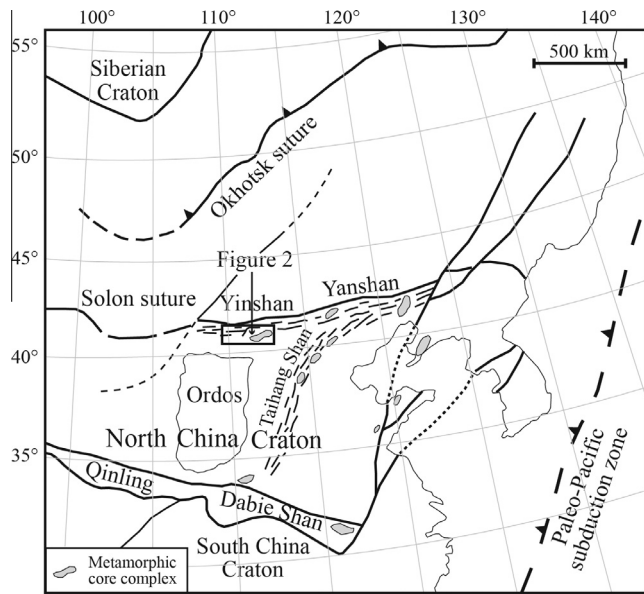 100° 110° 120° 130° 140°
55°
50°
45°
40°
35°
500 km
Siberian
Craton
Okhotsk suture
Figure 2
Solon suture
Yinshan
Yanshan
Taihang Shan
Ordos
North China Craton
Qinling
Dabie Shan
South China
Craton
Paleo-Pacific
subduction zone
Metamorphic
core complex